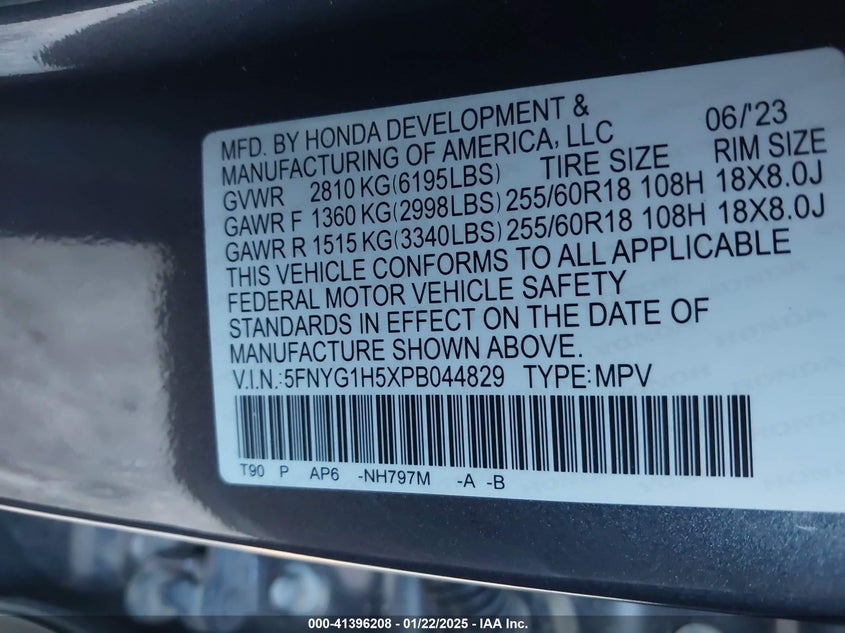 MFD. BY HONDA DEVELOPMENT & 06/'23
MANUFACTURING OF AMERICA, LLC
TIRE SIZE RIM SIZE
GVWR 2810 KG(6195LBS)
GAWR F 1360 KG(2998LBS) 255/60R18 108H 18X8.0J
GAWR R 1515 KG(3340LBS) 255/60R18 108H 18X8.0J
THIS VEHICLE CONFORMS TO ALL APPLICABLE
FEDERAL MOTOR VEHICLE SAFETY
STANDARDS IN EFFECT ON THE DATE OF
MANUFACTURE SHOWN ABOVE.
V.I.N.:5FNYG1H5XPB044829 TYPE:MPV
T90 P AP6 -NH797M -A -B
000-41396208 - 01/22/2025 - IAA Inc.